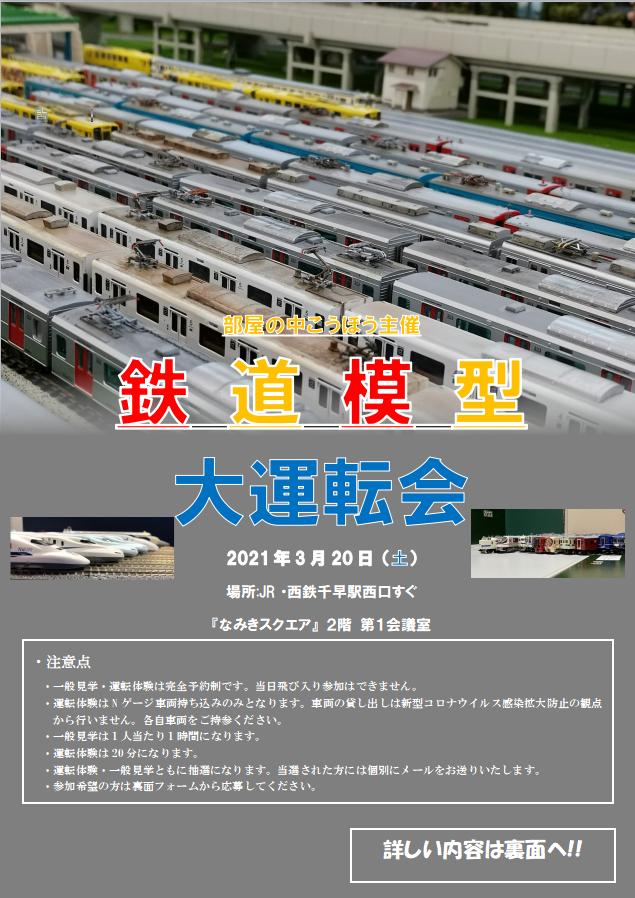 部屋の中こうぼう主催
鉄道模型
大運転会
2021年3月20日（土）
場所:JR・西鉄千早駅西口すぐ
『なみきスクエア』2階 第1会議室
・注意点
・一般見学・運転体験は完全予約制です。当日飛び入り参加はできません。
・運転体験はNゲージ車両持ち込みのみとなります。車両の貸し出しは新型コロナウイルス感染拡大防止の観点
から行いません。各自車両をご持参ください。
・一般見学は1人当たり1時間になります。
・運転体験は20分になります。
・運転体験・一般見学ともに抽選になります。当選された方には個別にメールをお送りいたします。
・参加希望の方は裏面フォームから応募してください。
詳しい内容は裏面へ!!